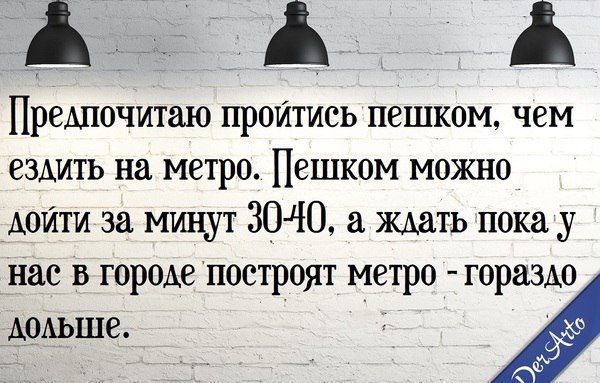 Предпочитаю пройтись пешком, чем
ездить на метро. Пешком можно
дойти за минут 30-40, а ждать пока у
нас в городе построят метро - гораздо
дольше.
DerArto